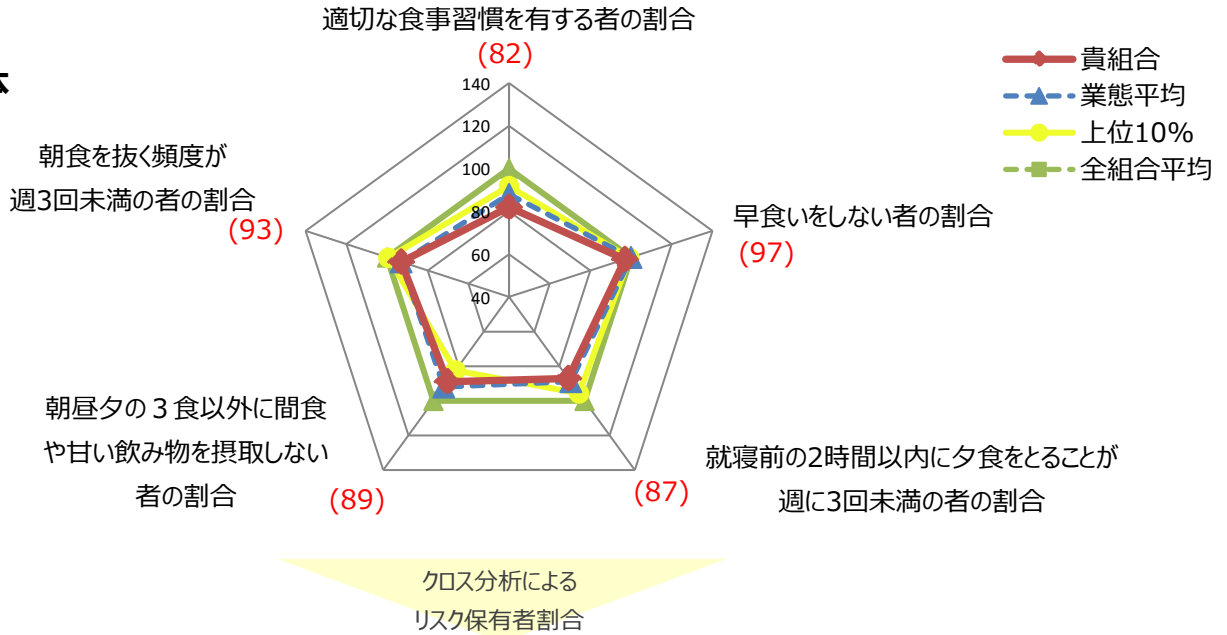 適切な食事習慣を有する者の割合
(82)
体
貴組合
業態平均
上位10%
全組合平均
140
120
100
80
60
40
朝食を抜く頻度が
週3回未満の者の割合
(93)
早食いをしない者の割合
(97)
朝昼夕の３食以外に間食
や甘い飲み物を摂取しない
者の割合
(89)
就寝前の2時間以内に夕食をとることが
週に3回未満の者の割合
(87)
クロス分析による
リスク保有者割合